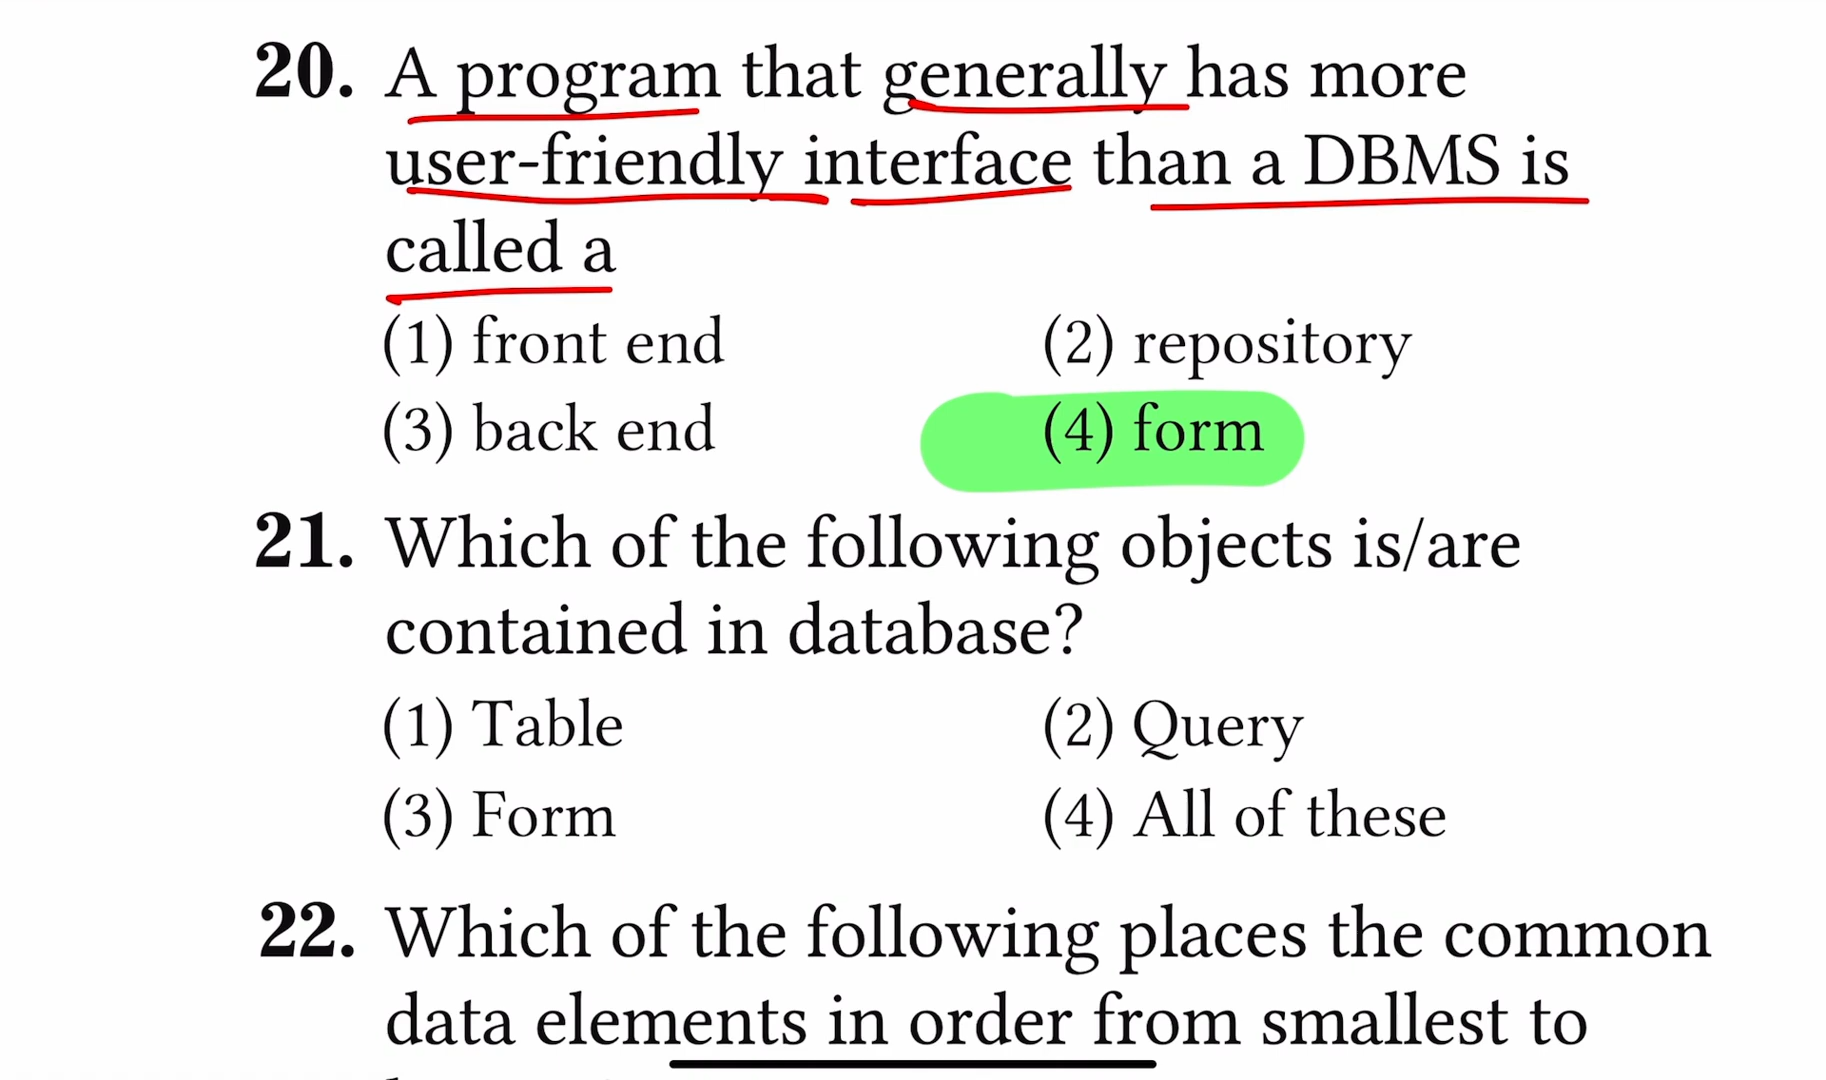 20. A program that generally has more
user-friendly interface than a DBMS is
called a
(1) front end (2) repository
(3) back end (4) form
21. Which of the following objects is/are
contained in database?
(1) Table (2) Query
(3) Form (4) All of these
22. Which of the following places the common
data elements in order from smallest to